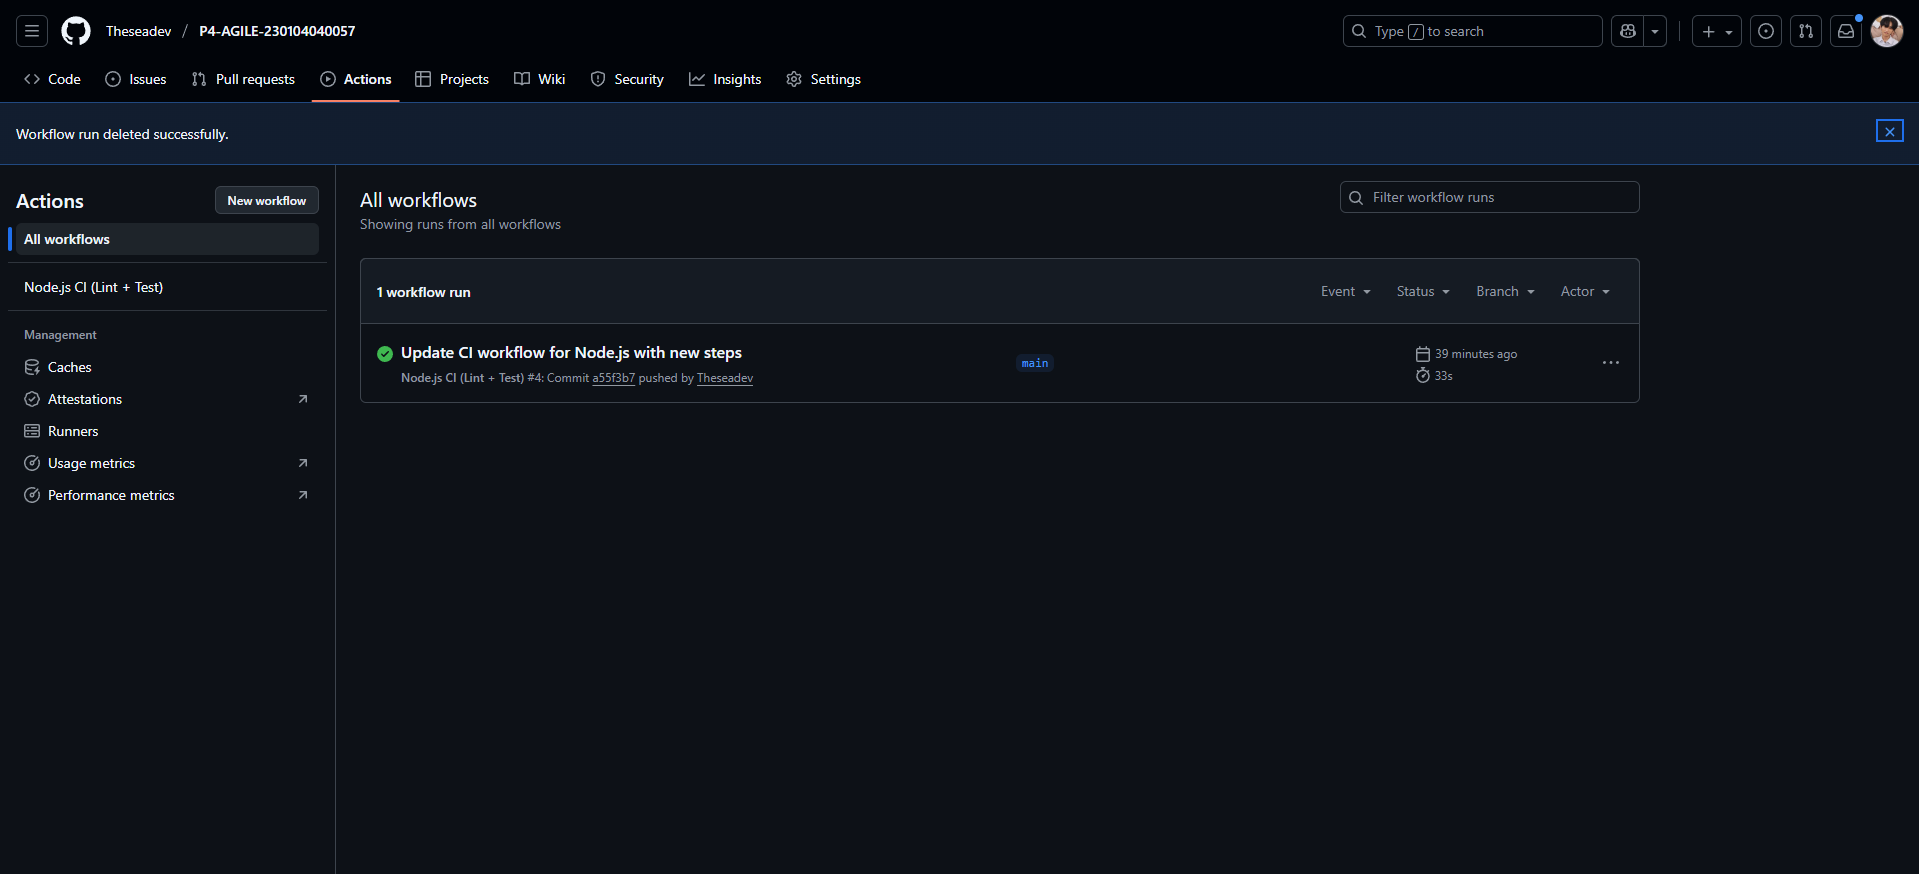 Theseadev / P4-AGILE-230104040057
Type / to search
Code Issues Pull requests Actions Projects Wiki Security Insights Settings
Workflow run deleted successfully.
Actions
New workflow
All workflows
Node.js CI (Lint + Test)
Management
Caches
Attestations
Runners
Usage metrics
Performance metrics
All workflows
Showing runs from all workflows
Filter workflow runs
1 workflow run
Event Status Branch Actor
Update CI workflow for Node.js with new steps
Node.js CI (Lint + Test) #4: Commit a55f3b7 pushed by Theseadev
main
39 minutes ago
33s